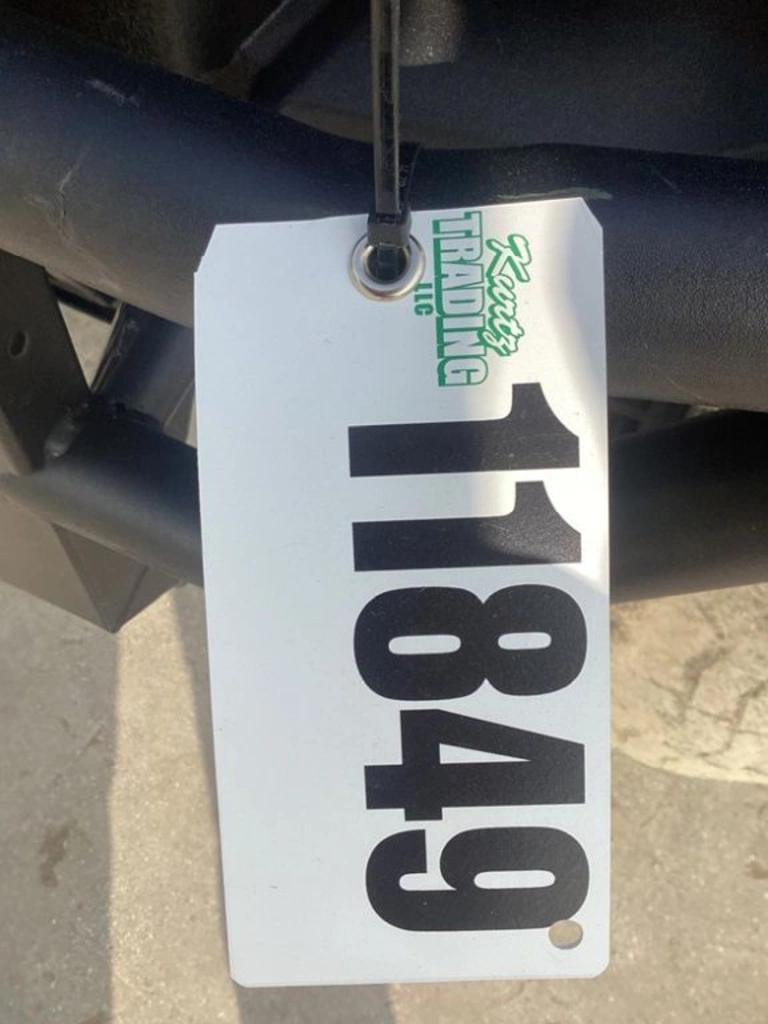 Kurtz
TRADING
LLC
11849